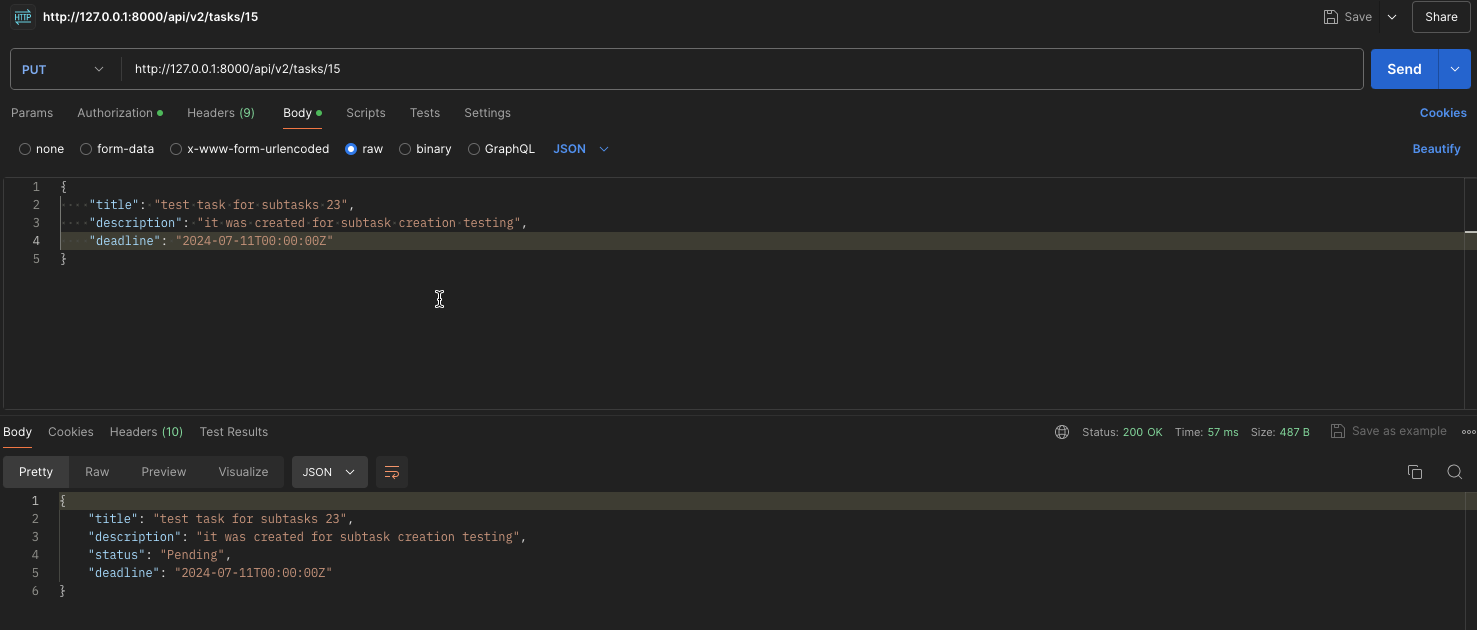 HTTP http://127.0.0.1:8000/api/v2/tasks/15 Save Share
PUT http://127.0.0.1:8000/api/v2/tasks/15 Send
Params Authorization Headers (9) Body Scripts Tests Settings Cookies
none form-data x-www-form-urlencoded raw binary GraphQL JSON Beautify
1 {
2 "title": "test task for subtasks 23",
3 "description": "it was created for subtask creation testing",
4 "deadline": "2024-07-11T00:00:00Z"
5 }
Body Cookies Headers (10) Test Results Status: 200 OK Time: 57 ms Size: 487 B Save as example
Pretty Raw Preview Visualize JSON
1 {
2 "title": "test task for subtasks 23",
3 "description": "it was created for subtask creation testing",
4 "status": "Pending",
5 "deadline": "2024-07-11T00:00:00Z"
6 }